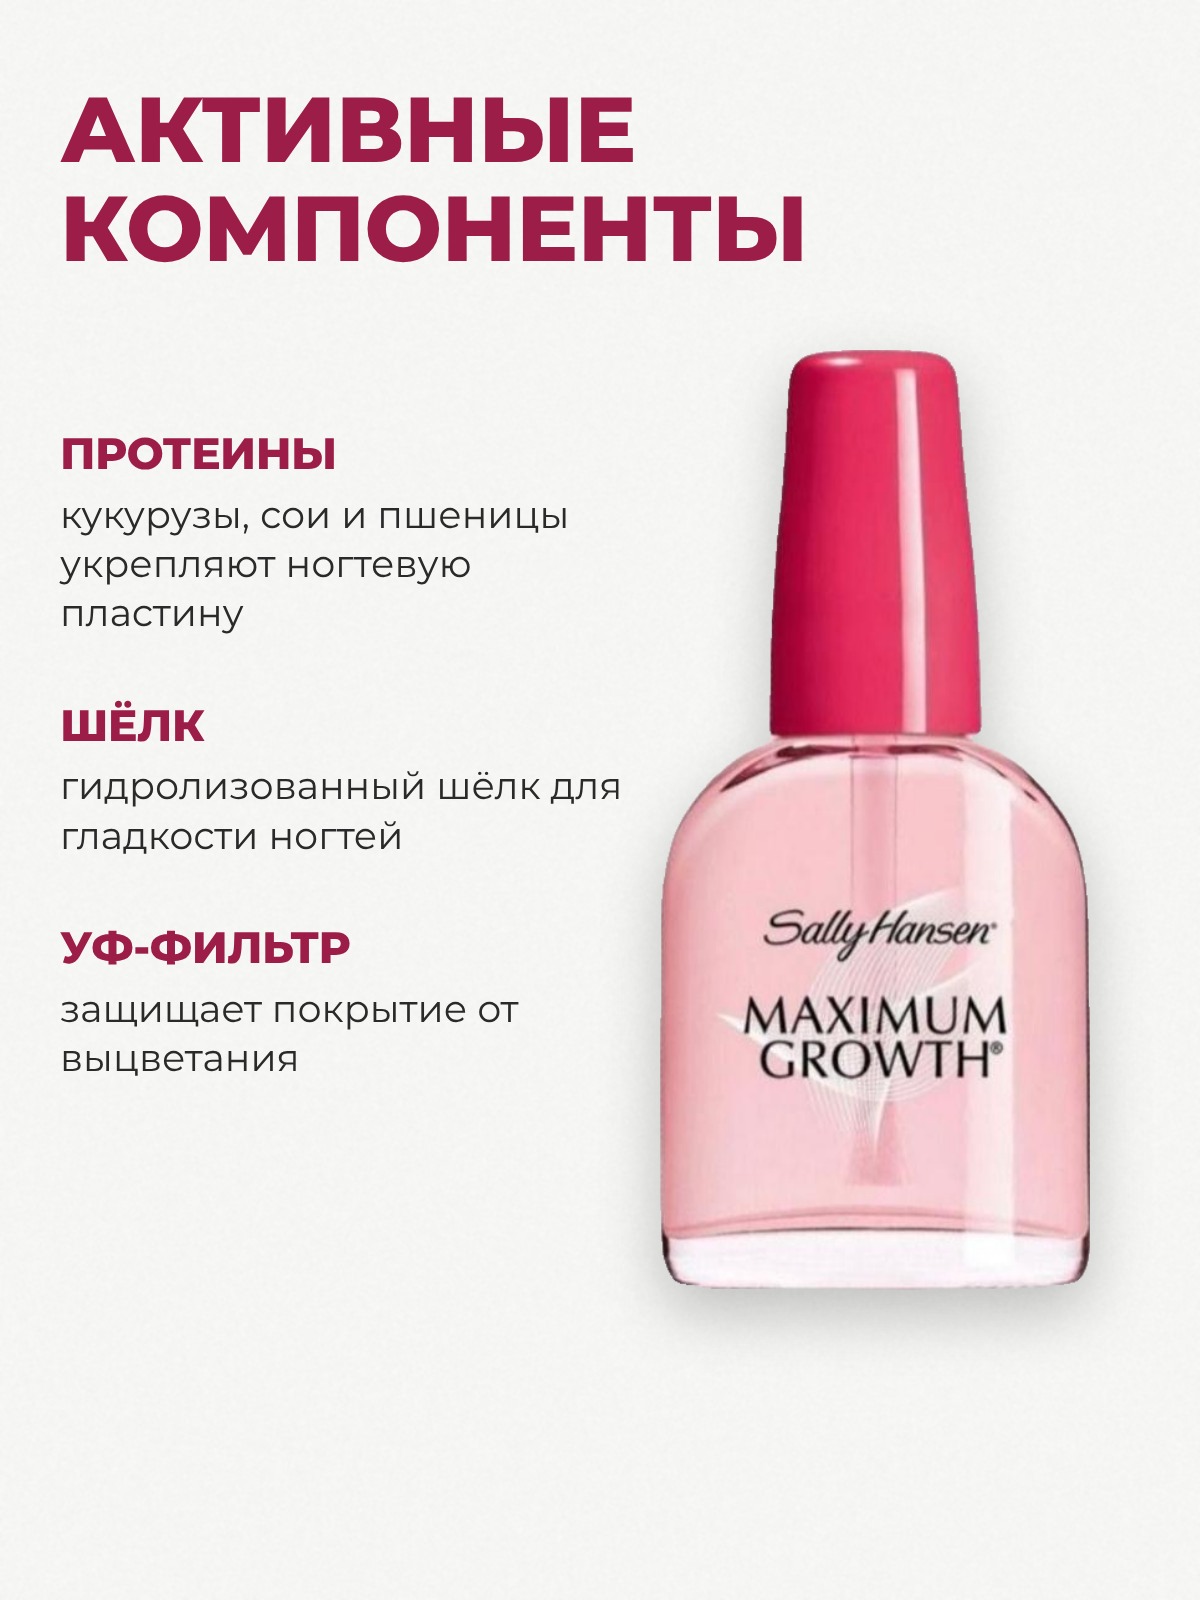 АКТИВНЫЕ
КОМПОНЕНТЫ
ПРОТЕИНЫ
кукурузы, сои и пшеницы
укрепляют ногтевую
пластину
ШЁЛК
гидролизованный шёлк для
гладкости ногтей
УФ-ФИЛЬТР
защищает покрытие от
выцветания
Sally Hansen®
MAXIMUM
GROWTH®